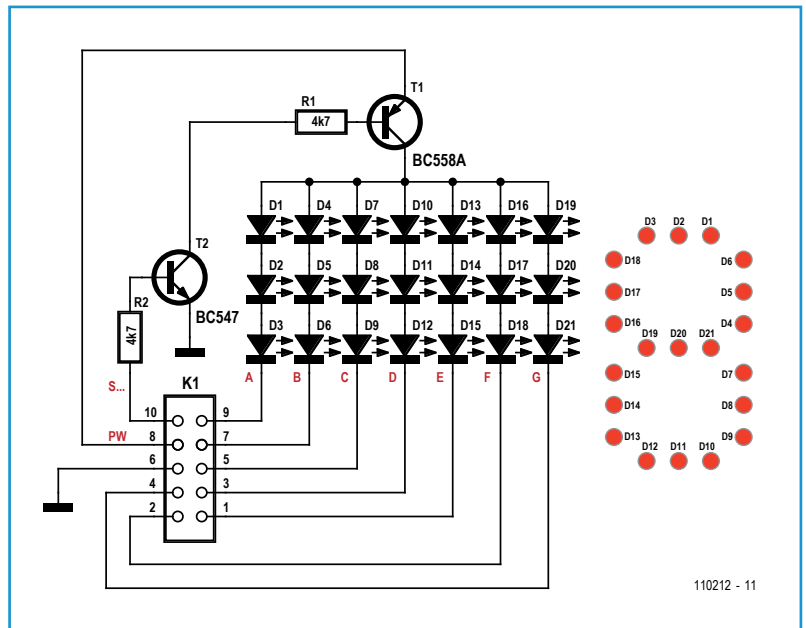 T1
R1
4k7
BC558A
D1 D4 D7 D10 D13 D16 D19
T2
D2 D5 D8 D11 D14 D17 D20
R2
BC547
4k7
D3 D6 D9 D12 D15 D18 D21
A B C D E F G
S...
K1
10 9
PW 8 7
6 5
4 3
2 1
D3 D2 D1
D18 D6
D17 D5
D16 D4
D19 D20 D21
D15 D7
D14 D8
D13 D9
D12 D11 D10
110212 - 11